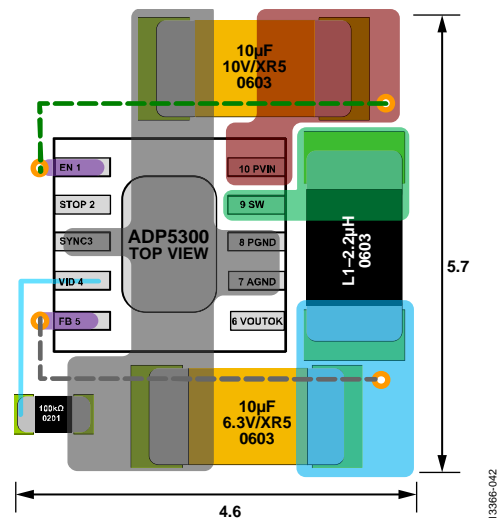 10µF
10V/XR5
0603
EN 1
10 PVIN
STOP 2
9 SW
SYNC3
ADP5300
TOP VIEW
8 PGND
VID 4
7 AGND
FB 5
6 VOUTOK
L1–2.2µH
0603
5.7
100kΩ
0201
10µF
6.3V/XR5
0603
4.6
13366-042